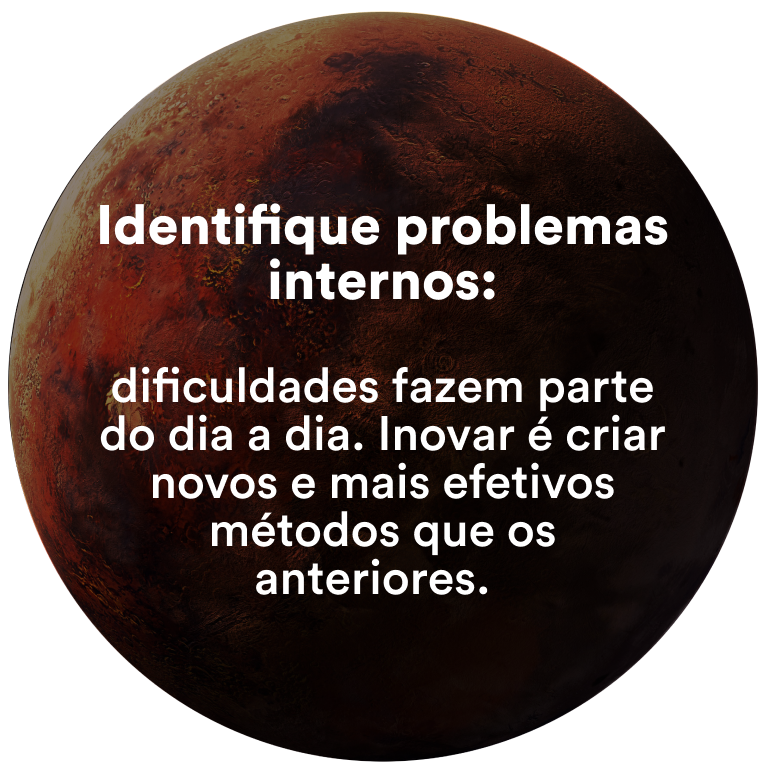 Identifique problemas
internos:
dificuldades fazem parte
do dia a dia. Inovar é criar
novos e mais efetivos
métodos que os
anteriores.